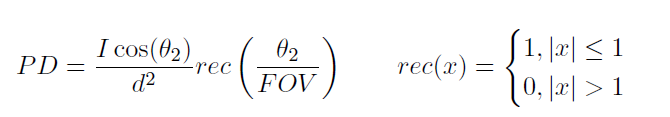 PD = \frac{I \cos(\theta_2)}{d^2} rec \left( \frac{\theta_2}{FOV} \right) \qquad rec(x) = \begin{cases} 1, |x| \leq 1 \\ 0, |x| > 1 \end{cases}